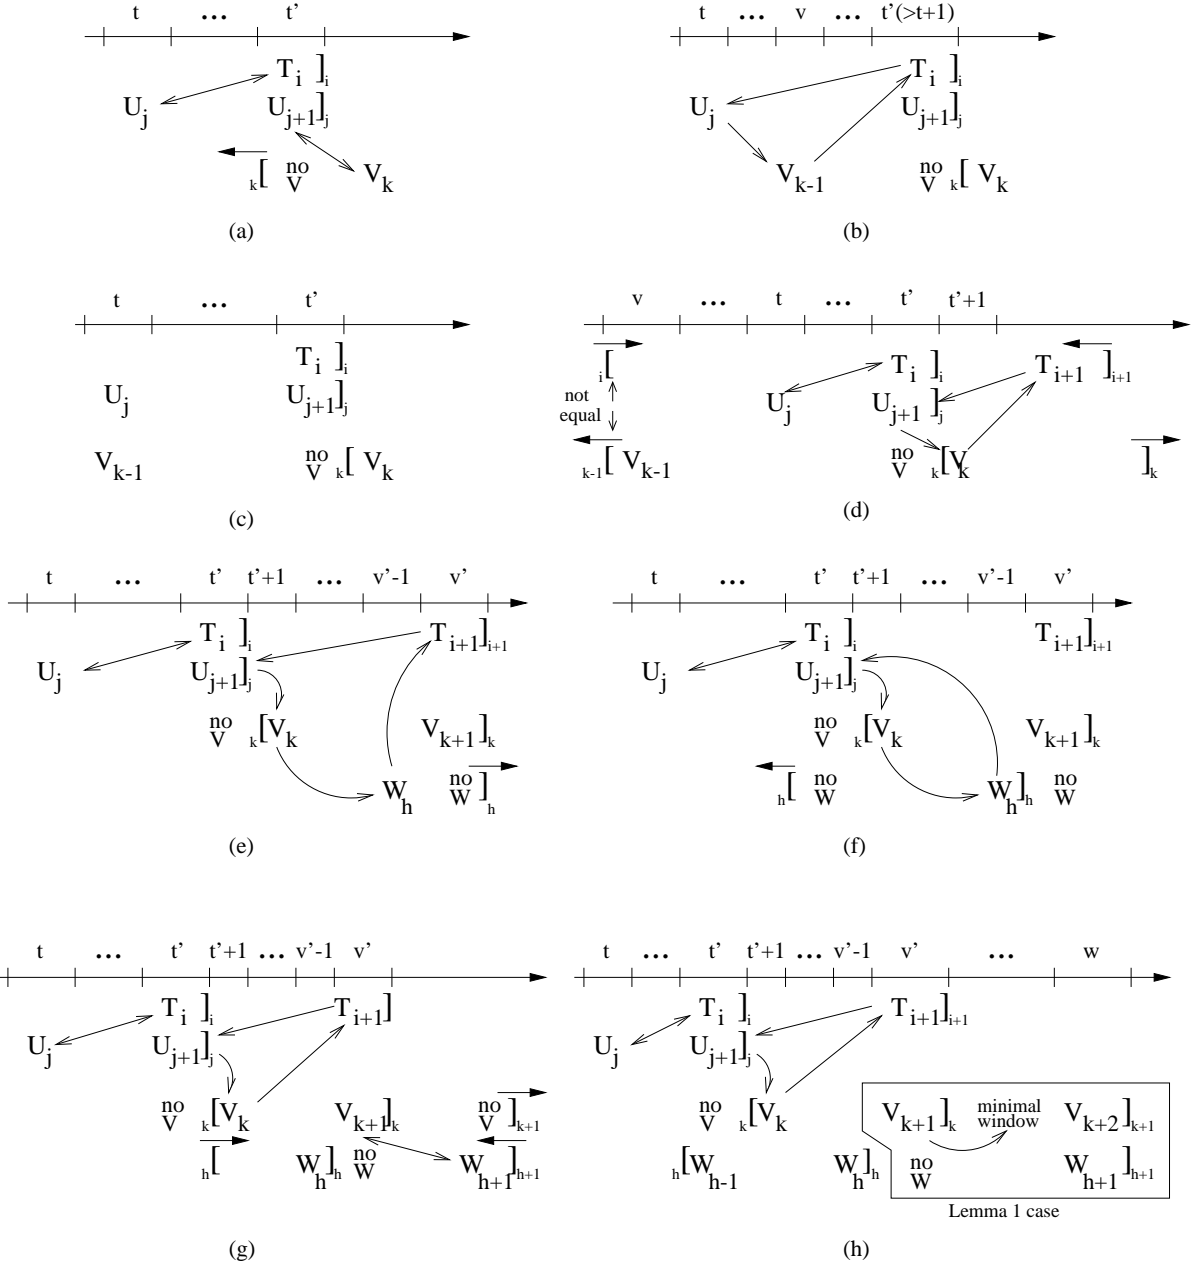 t ... t'
T_i ]_i
U_j U_{j+1}]_j
_k[ no V V_k
(a)
t ... v ... t'(>t+1)
T_i ]_i
U_j U_{j+1}]_j
V_{k-1} no V _k[ V_k
(b)
t ... t'
T_i ]_i
U_j U_{j+1}]_j
V_{k-1} no V _k[ V_k
(c)
v ... t ... t' t'+1
_i[ T_i ]_i T_{i+1} ]_{i+1}
not equal U_j U_{j+1} ]_j
_{k-1}[ V_{k-1} no V _k[V_k ]_k
(d)
t ... t' t'+1 ... v'-1 v'
T_i ]_i T_{i+1}]_{i+1}
U_j U_{j+1}]_j
no V _k[V_k V_{k+1}]_k
W_h no W ]_h
(e)
t ... t' t'+1 ... v'-1 v'
T_i ]_i T_{i+1}]_{i+1}
U_j U_{j+1}]_j
no V _k[V_k V_{k+1}]_k
_h[ no W W_h]_h no W
(f)
t ... t' t'+1 ... v'-1 v'
T_i ]_i T_{i+1}]
U_j U_{j+1}]_j
no V _k[V_k V_{k+1}]_k no V ]_{k+1}
_h[ W_h]_h no W W_{h+1}]_{h+1}
(g)
t ... t' t'+1 ... v'-1 v' ... w
T_i ]_i T_{i+1}]_{i+1}
U_j U_{j+1}]_j
no V _k[V_k V_{k+1}]_k minimal window V_{k+2}]_{k+1}
_h[W_{h-1} W_h]_h no W W_{h+1}]_{h+1}
Lemma 1 case
(h)